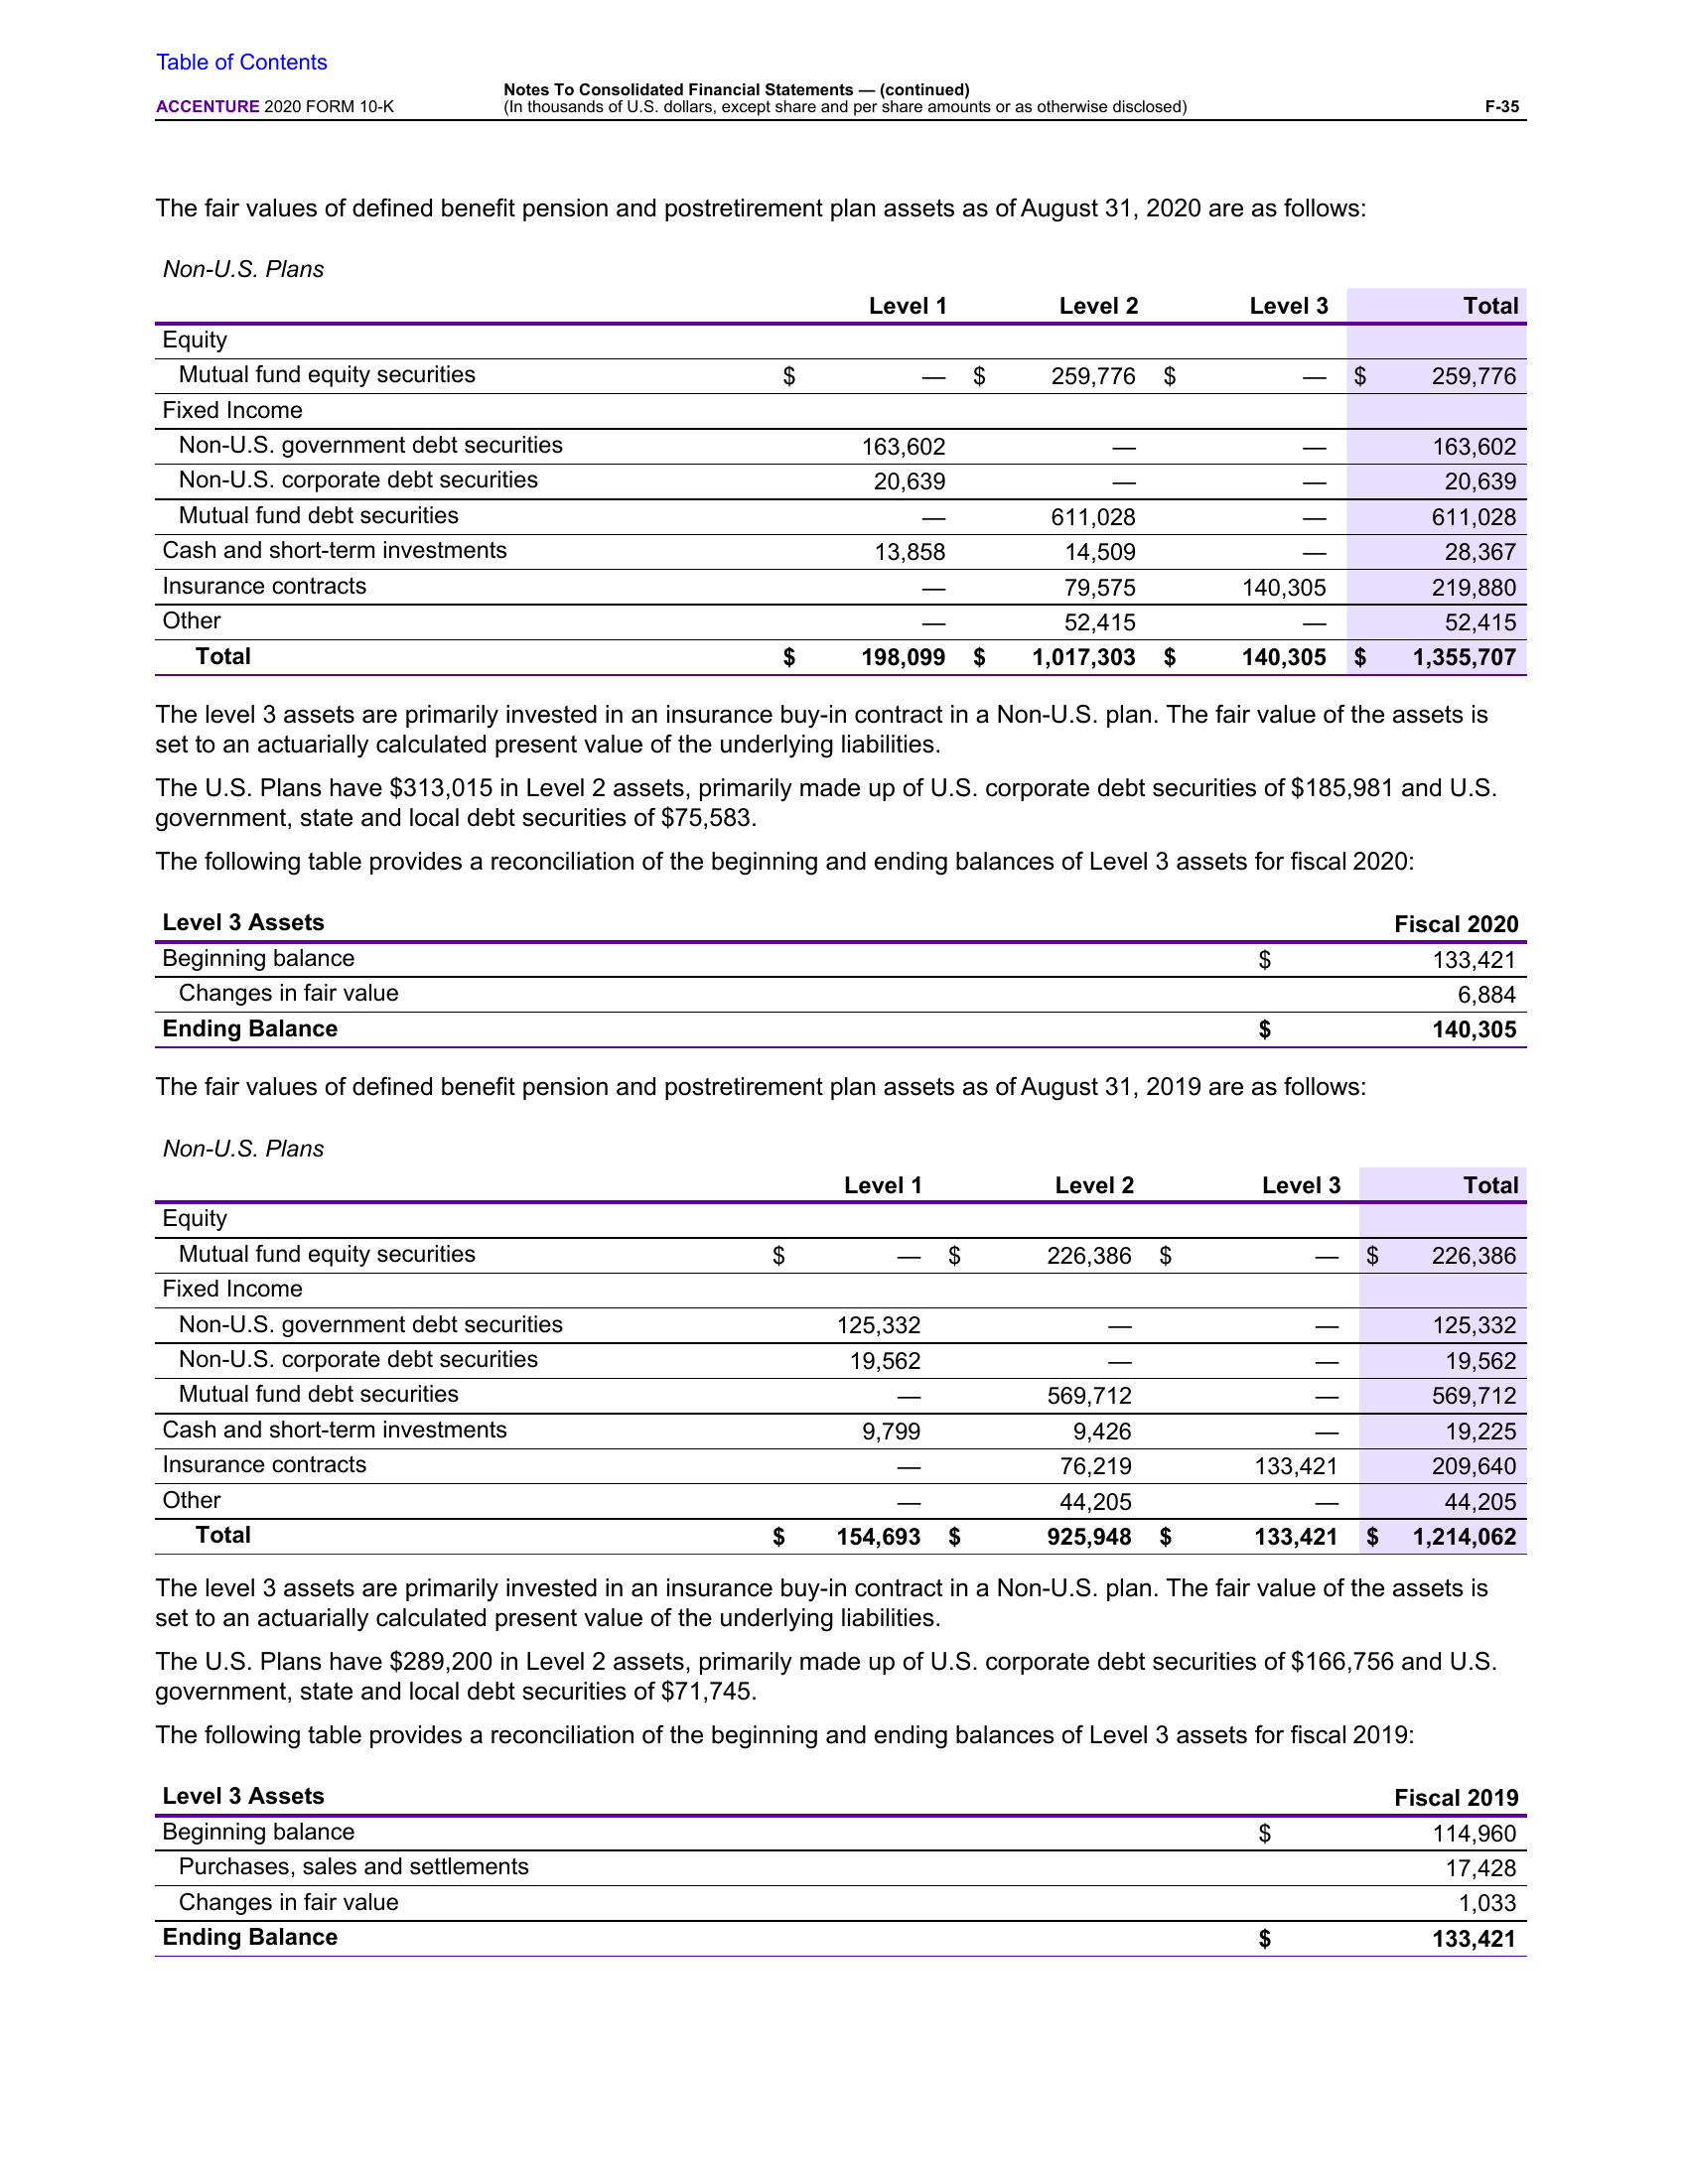 Table of Contents
Notes To Consolidated Financial Statements — (continued)
ACCENTURE 2020 FORM 10-K (In thousands of U.S. dollars, except share and per share amounts or as otherwise disclosed) F-35
The fair values of defined benefit pension and postretirement plan assets as of August 31, 2020 are as follows:
Non-U.S. Plans
Level 1 Level 2 Level 3 Total
Equity
Mutual fund equity securities $ — $ 259,776 $ — $ 259,776
Fixed Income
Non-U.S. government debt securities 163,602 — — 163,602
Non-U.S. corporate debt securities 20,639 — — 20,639
Mutual fund debt securities — 611,028 — 611,028
Cash and short-term investments 13,858 14,509 — 28,367
Insurance contracts — 79,575 140,305 219,880
Other — 52,415 — 52,415
Total $ 198,099 $ 1,017,303 $ 140,305 $ 1,355,707
The level 3 assets are primarily invested in an insurance buy-in contract in a Non-U.S. plan. The fair value of the assets is
set to an actuarially calculated present value of the underlying liabilities.
The U.S. Plans have $313,015 in Level 2 assets, primarily made up of U.S. corporate debt securities of $185,981 and U.S.
government, state and local debt securities of $75,583.
The following table provides a reconciliation of the beginning and ending balances of Level 3 assets for fiscal 2020:
Level 3 Assets Fiscal 2020
Beginning balance $ 133,421
Changes in fair value 6,884
Ending Balance $ 140,305
The fair values of defined benefit pension and postretirement plan assets as of August 31, 2019 are as follows:
Non-U.S. Plans
Level 1 Level 2 Level 3 Total
Equity
Mutual fund equity securities $ — $ 226,386 $ — $ 226,386
Fixed Income
Non-U.S. government debt securities 125,332 — — 125,332
Non-U.S. corporate debt securities 19,562 — — 19,562
Mutual fund debt securities — 569,712 — 569,712
Cash and short-term investments 9,799 9,426 — 19,225
Insurance contracts — 76,219 133,421 209,640
Other — 44,205 — 44,205
Total $ 154,693 $ 925,948 $ 133,421 $ 1,214,062
The level 3 assets are primarily invested in an insurance buy-in contract in a Non-U.S. plan. The fair value of the assets is
set to an actuarially calculated present value of the underlying liabilities.
The U.S. Plans have $289,200 in Level 2 assets, primarily made up of U.S. corporate debt securities of $166,756 and U.S.
government, state and local debt securities of $71,745.
The following table provides a reconciliation of the beginning and ending balances of Level 3 assets for fiscal 2019:
Level 3 Assets Fiscal 2019
Beginning balance $ 114,960
Purchases, sales and settlements 17,428
Changes in fair value 1,033
Ending Balance $ 133,421